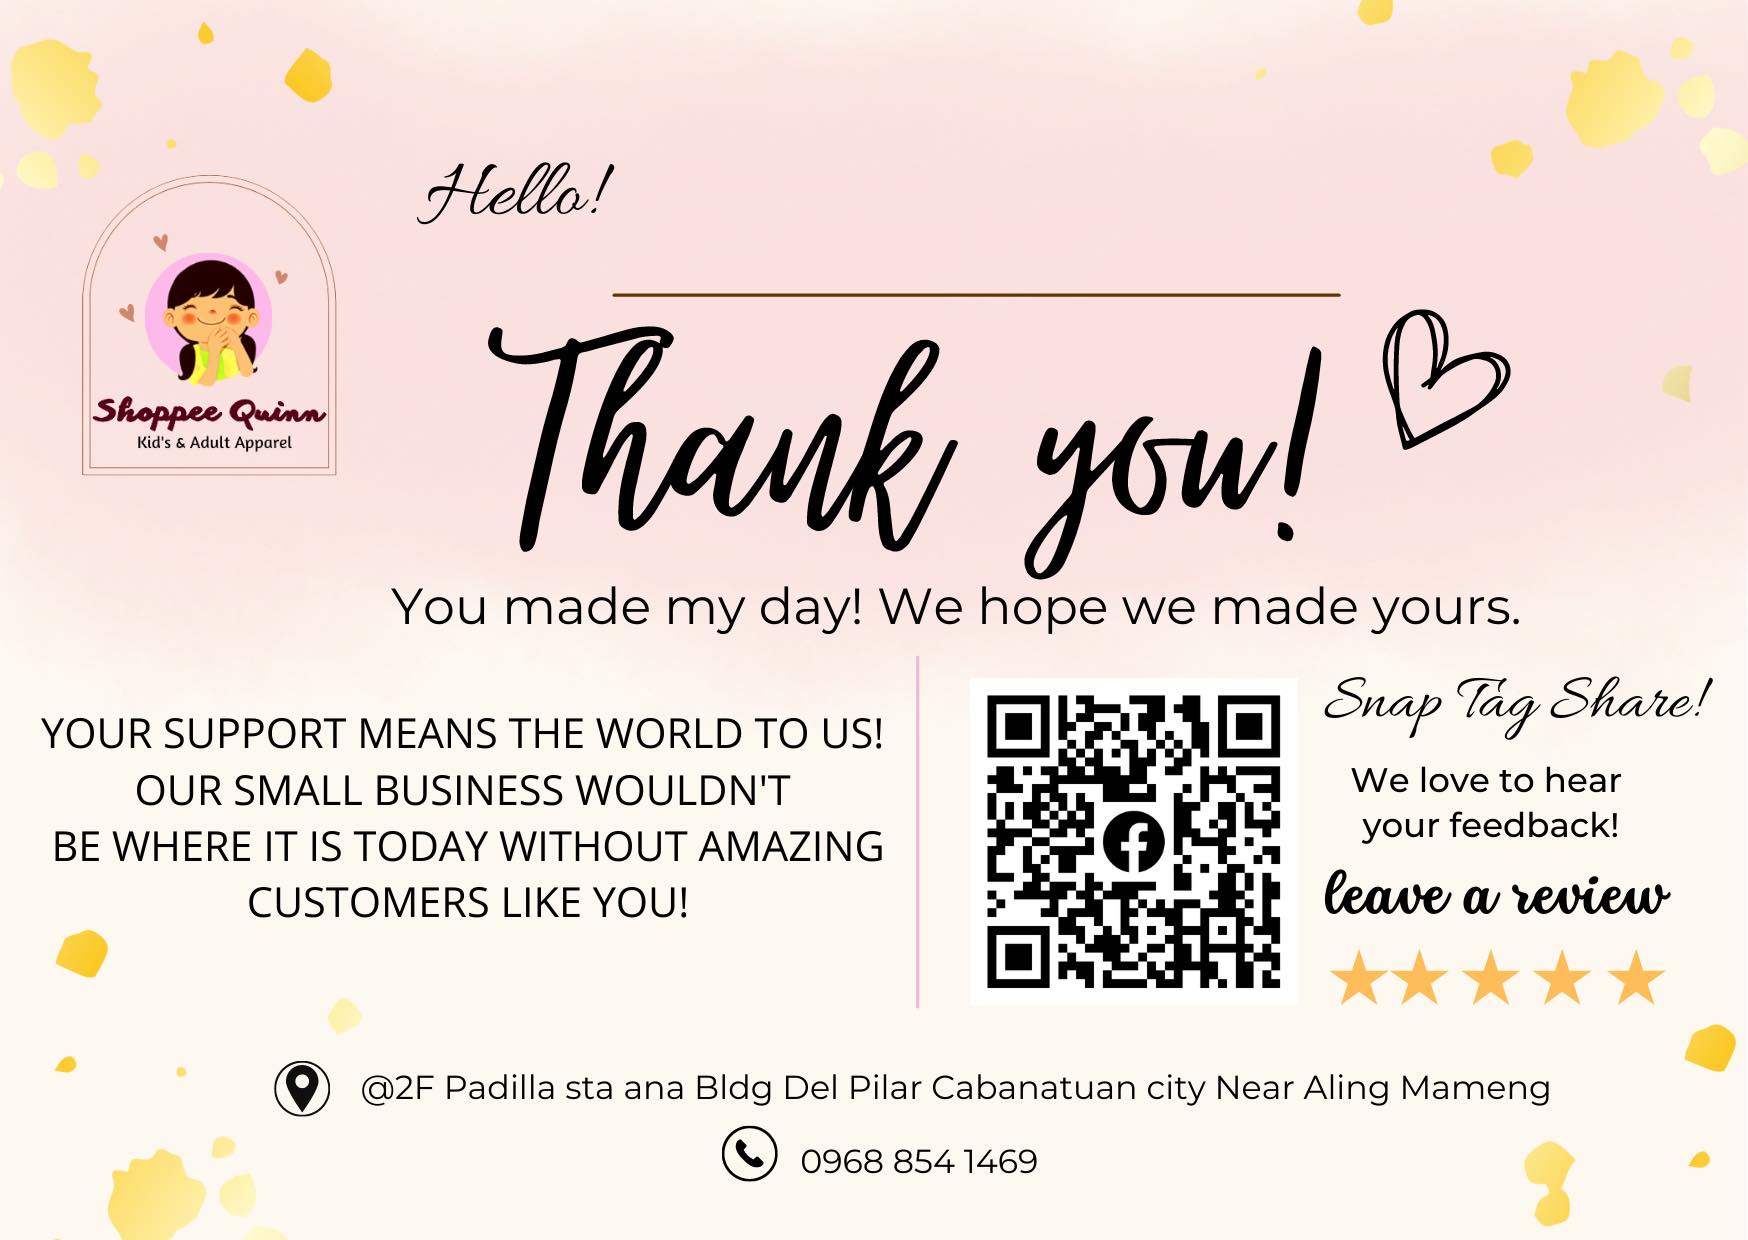 Hello!
Shoppee Quinn
Kid's & Adult Apparel
Thank you!
You made my day! We hope we made yours.
YOUR SUPPORT MEANS THE WORLD TO US!
OUR SMALL BUSINESS WOULDN'T
BE WHERE IT IS TODAY WITHOUT AMAZING
CUSTOMERS LIKE YOU!
Snap Tag Share!
We love to hear
your feedback!
leave a review
@2F Padilla sta ana Bldg Del Pilar Cabanatuan city Near Aling Mameng
0968 854 1469